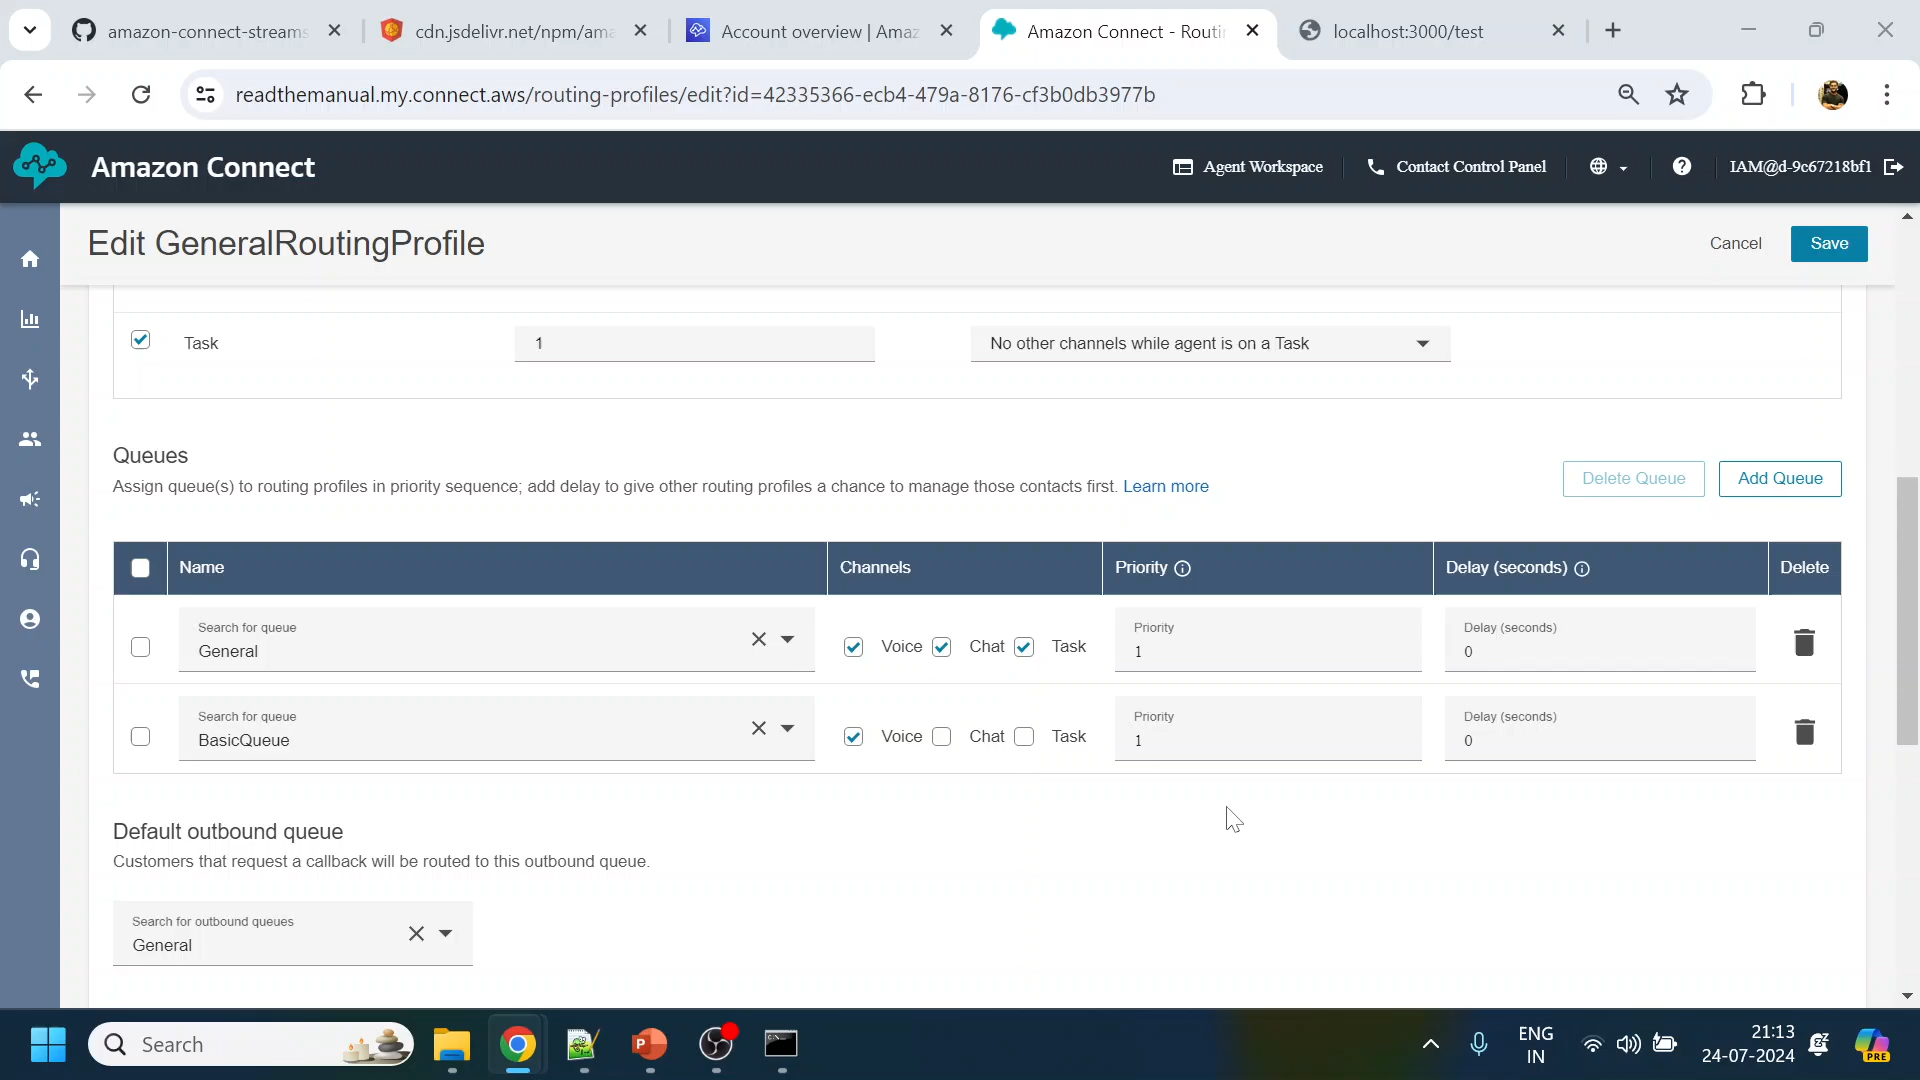 amazon-connect-streams
cdn.jsdelivr.net/npm/ama
Account overview | Amaz
Amazon Connect - Routi
localhost:3000/test
readthemanual.my.connect.aws/routing-profiles/edit?id=42335366-ecb4-479a-8176-cf3b0db3977b
Amazon Connect
Agent Workspace
Contact Control Panel
IAM@d-9c67218bf1
Edit GeneralRoutingProfile
Cancel
Save
Task
1
No other channels while agent is on a Task
Queues
Assign queue(s) to routing profiles in priority sequence; add delay to give other routing profiles a chance to manage those contacts first. Learn more
Delete Queue
Add Queue
Name
Channels
Priority
Delay (seconds)
Delete
Search for queue
General
Voice
Chat
Task
Priority
1
Delay (seconds)
0
Search for queue
BasicQueue
Voice
Chat
Task
Priority
1
Delay (seconds)
0
Default outbound queue
Customers that request a callback will be routed to this outbound queue.
Search for outbound queues
General
Search
ENG
IN
21:13
24-07-2024
PRE